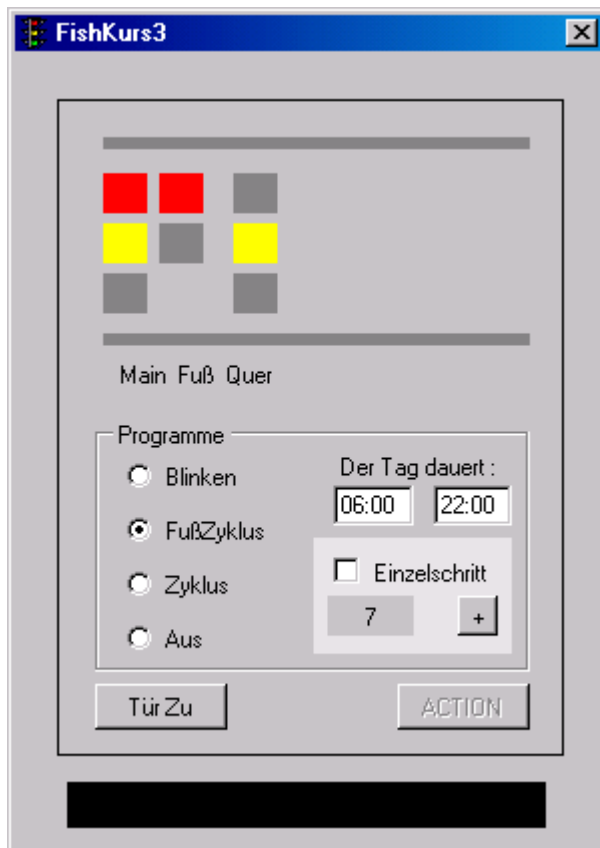 FishKurs3
Main Fuß Quer
Programme
Blinken
FußZyklus
Zyklus
Aus
Der Tag dauert :
06:00 22:00
Einzelschritt
7 +
Tür Zu
ACTION